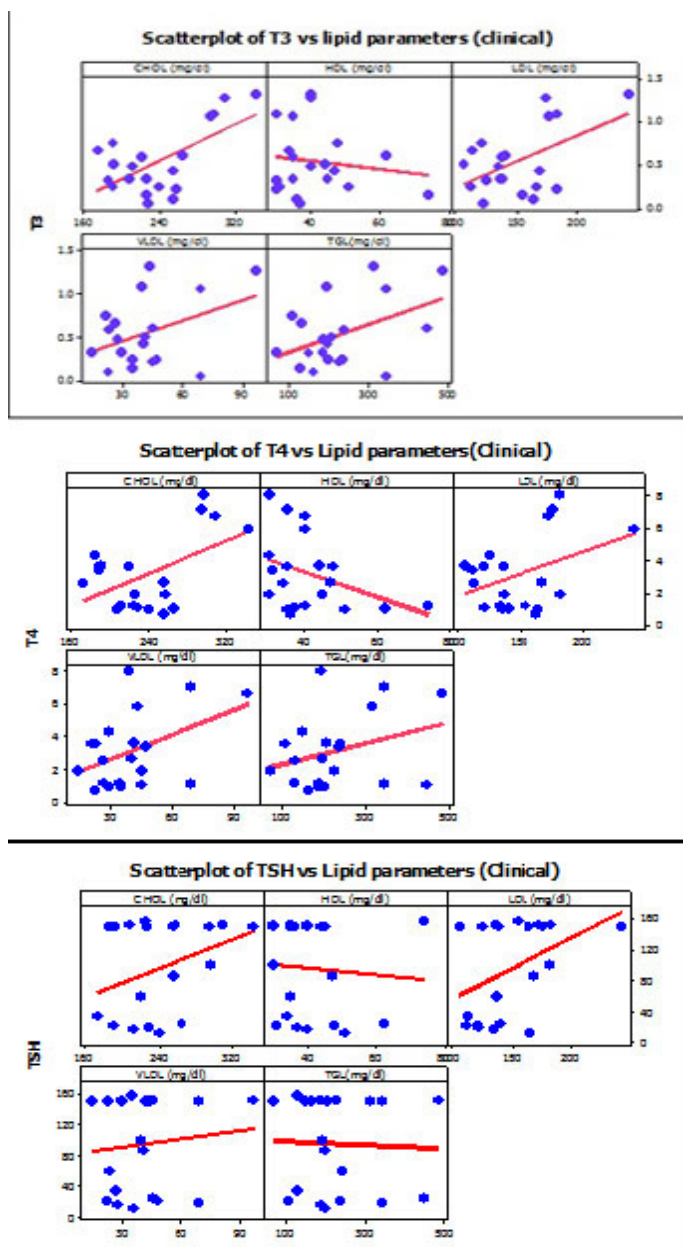 Scatterplot of T3 vs lipid parameters (clinical)
CHOL (mg/dl) HDL (mg/dl) LDL (mg/dl)
1.5
1.0
0.5
0.0
160 240 320 40 60 100 200
T3
VLDL (mg/dl) TGL(mg/dl)
1.5
1.0
0.5
0.0
30 60 90 100 300 500
Scatterplot of T4 vs Lipid parameters(Clinical)
CHOL (mg/dl) HDL (mg/dl) LDL (mg/dl)
8
6
4
2
0
160 240 320 40 60 200
T4
VLDL (mg/dl) TGL(mg/dl)
8
6
4
2
0
30 60 90 100 300 500
Scatterplot of TSH vs Lipid parameters (Clinical)
CHOL (mg/dl) HDL (mg/dl) LDL (mg/dl)
160
120
80
40
0
160 240 320 40 60 150 200
TSH
VLDL (mg/dl) TGL(mg/dl)
160
120
80
40
0
30 60 90 100 300 500